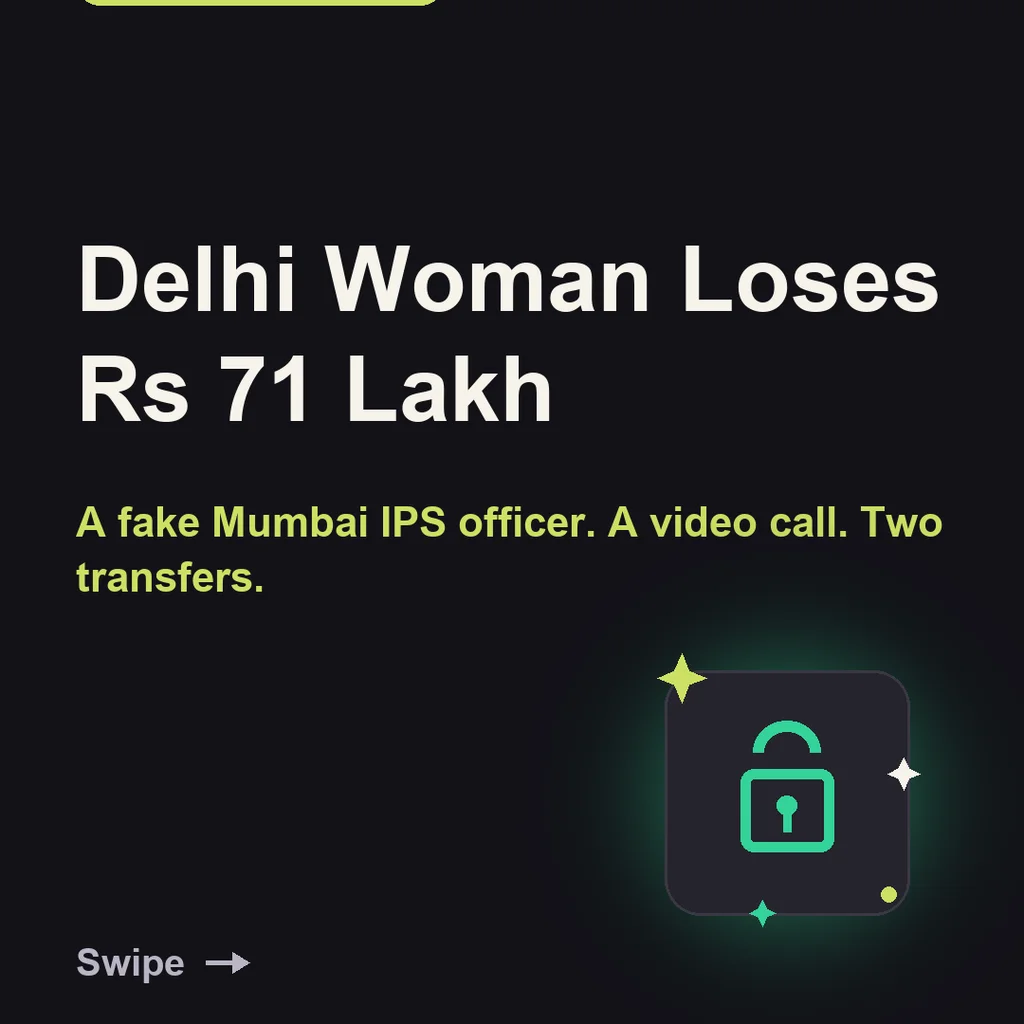 Delhi Woman Loses
Rs 71 Lakh
A fake Mumbai IPS officer. A video call. Two
transfers.
Swipe